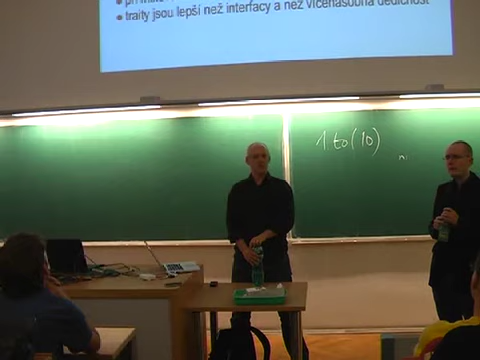 traity jsou lepší než interfacy a než vícenásobná dědičnost
1 to(10)